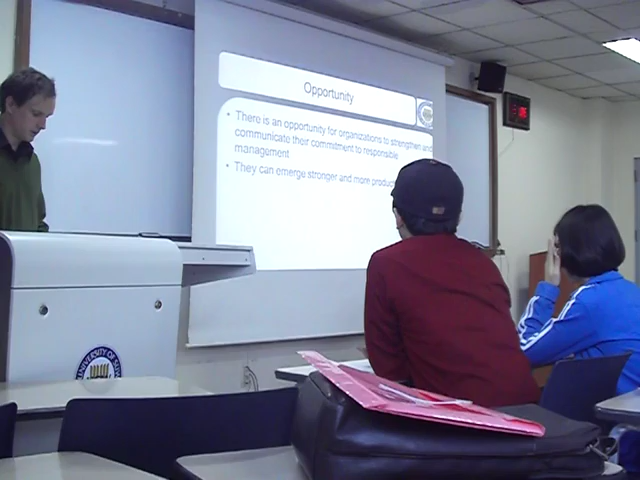 Opportunity
• There is an opportunity for organizations to strengthen and
communicate their commitment to responsible
management
• They can emerge stronger and more
UNIVERSITY OF